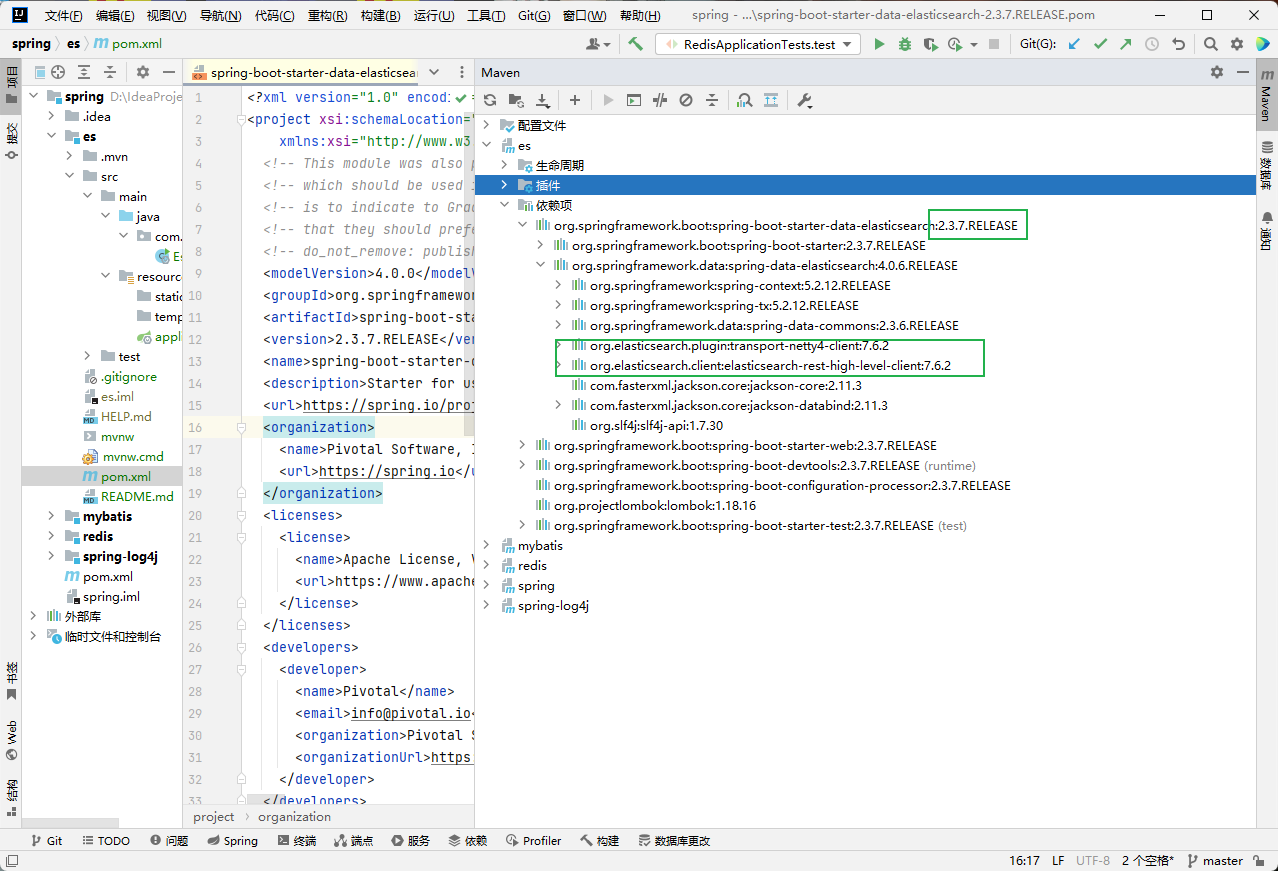 文件(F) 编辑(E) 视图(V) 导航(N) 代码(C) 重构(R) 构建(B) 运行(U) 工具(T) Git(G) 窗口(W) 帮助(H) spring - ...\spring-boot-starter-data-elasticsearch-2.3.7.RELEASE.pom
spring es m pom.xml RedisApplicationTests.test Git(G):
项目
提交
书签
Web
结构
spring D:\IdeaProje
.idea
es
.mvn
src
main
java
com.
Es
resourc
static
temp
appl
test
.gitignore
es.iml
HELP.md
mvnw
mvnw.cmd
pom.xml
README.md
mybatis
redis
spring-log4j
pom.xml
spring.iml
外部库
临时文件和控制台
spring-boot-starter-data-elasticsea
1 <?xml version="1.0" encodi
2 <project xsi:schemaLocation="
3 xmlns:xsi="http://www.w3
4 <!-- This module was also p
5 <!-- which should be used i
6 <!-- is to indicate to Grad
7 <!-- that they should prefe
8 <!-- do_not_remove: publish
9 <modelVersion>4.0.0</modelV
10 <groupId>org.springframewor
11 <artifactId>spring-boot-sta
12 <version>2.3.7.RELEASE</ver
13 <name>spring-boot-starter-d
14 <description>Starter for us
15 <url>https://spring.io/proj
16 <organization>
17 <name>Pivotal Software, I
18 <url>https://spring.io</u
19 </organization>
20 <licenses>
21 <license>
22 <name>Apache License, V
23 <url>https://www.apache
24 </license>
25 </licenses>
26 <developers>
27 <developer>
28 <name>Pivotal</name>
29 <email>info@pivotal.io<
30 <organization>Pivotal S
31 <organizationUrl>https
32 </developer>
33 </developers>
project organization
Maven
配置文件
es
生命周期
插件
依赖项
org.springframework.boot:spring-boot-starter-data-elasticsearch:2.3.7.RELEASE
org.springframework.boot:spring-boot-starter:2.3.7.RELEASE
org.springframework.data:spring-data-elasticsearch:4.0.6.RELEASE
org.springframework:spring-context:5.2.12.RELEASE
org.springframework:spring-tx:5.2.12.RELEASE
org.springframework.data:spring-data-commons:2.3.6.RELEASE
org.elasticsearch.plugin:transport-netty4-client:7.6.2
org.elasticsearch.client:elasticsearch-rest-high-level-client:7.6.2
com.fasterxml.jackson.core:jackson-core:2.11.3
com.fasterxml.jackson.core:jackson-databind:2.11.3
org.slf4j:slf4j-api:1.7.30
org.springframework.boot:spring-boot-starter-web:2.3.7.RELEASE
org.springframework.boot:spring-boot-devtools:2.3.7.RELEASE (runtime)
org.springframework.boot:spring-boot-configuration-processor:2.3.7.RELEASE
org.projectlombok:lombok:1.18.16
org.springframework.boot:spring-boot-starter-test:2.3.7.RELEASE (test)
mybatis
redis
spring
spring-log4j
Maven
数据库
通知
Git TODO 问题 Spring 终端 端点 服务 依赖 Profiler 构建 数据库更改
16:17 LF UTF-8 2 个空格* master